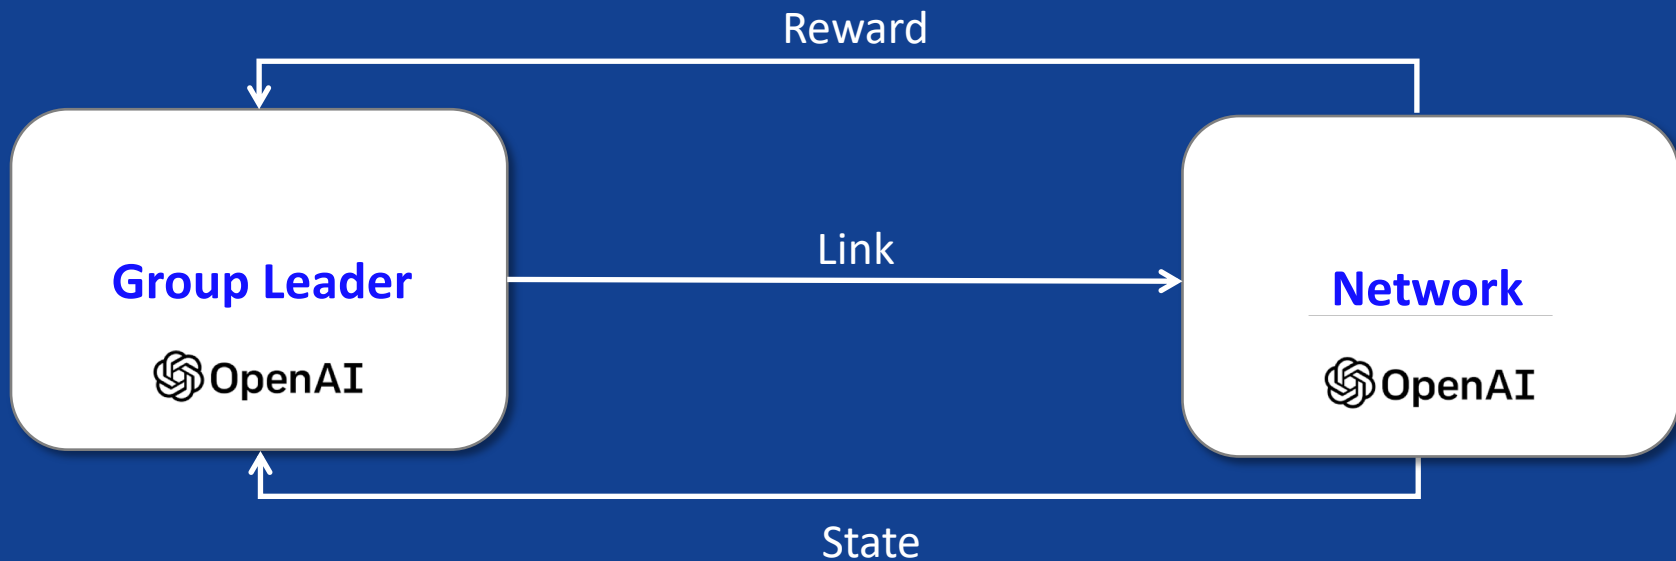 Reward
Link
Group Leader
Network
OpenAI
OpenAI
State